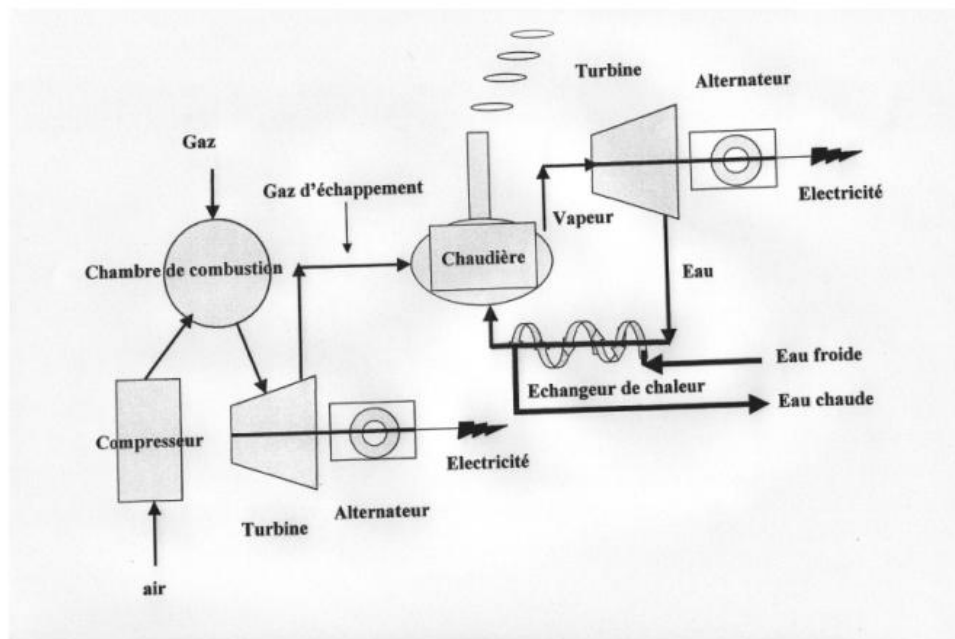 Turbine
Alternateur
Gaz
Gaz d'échappement
Electricité
Vapeur
Chaudière
Chambre de combustion
Eau
Eau froide
Echangeur de chaleur
Eau chaude
Compresseur
Electricité
Alternateur
Turbine
air